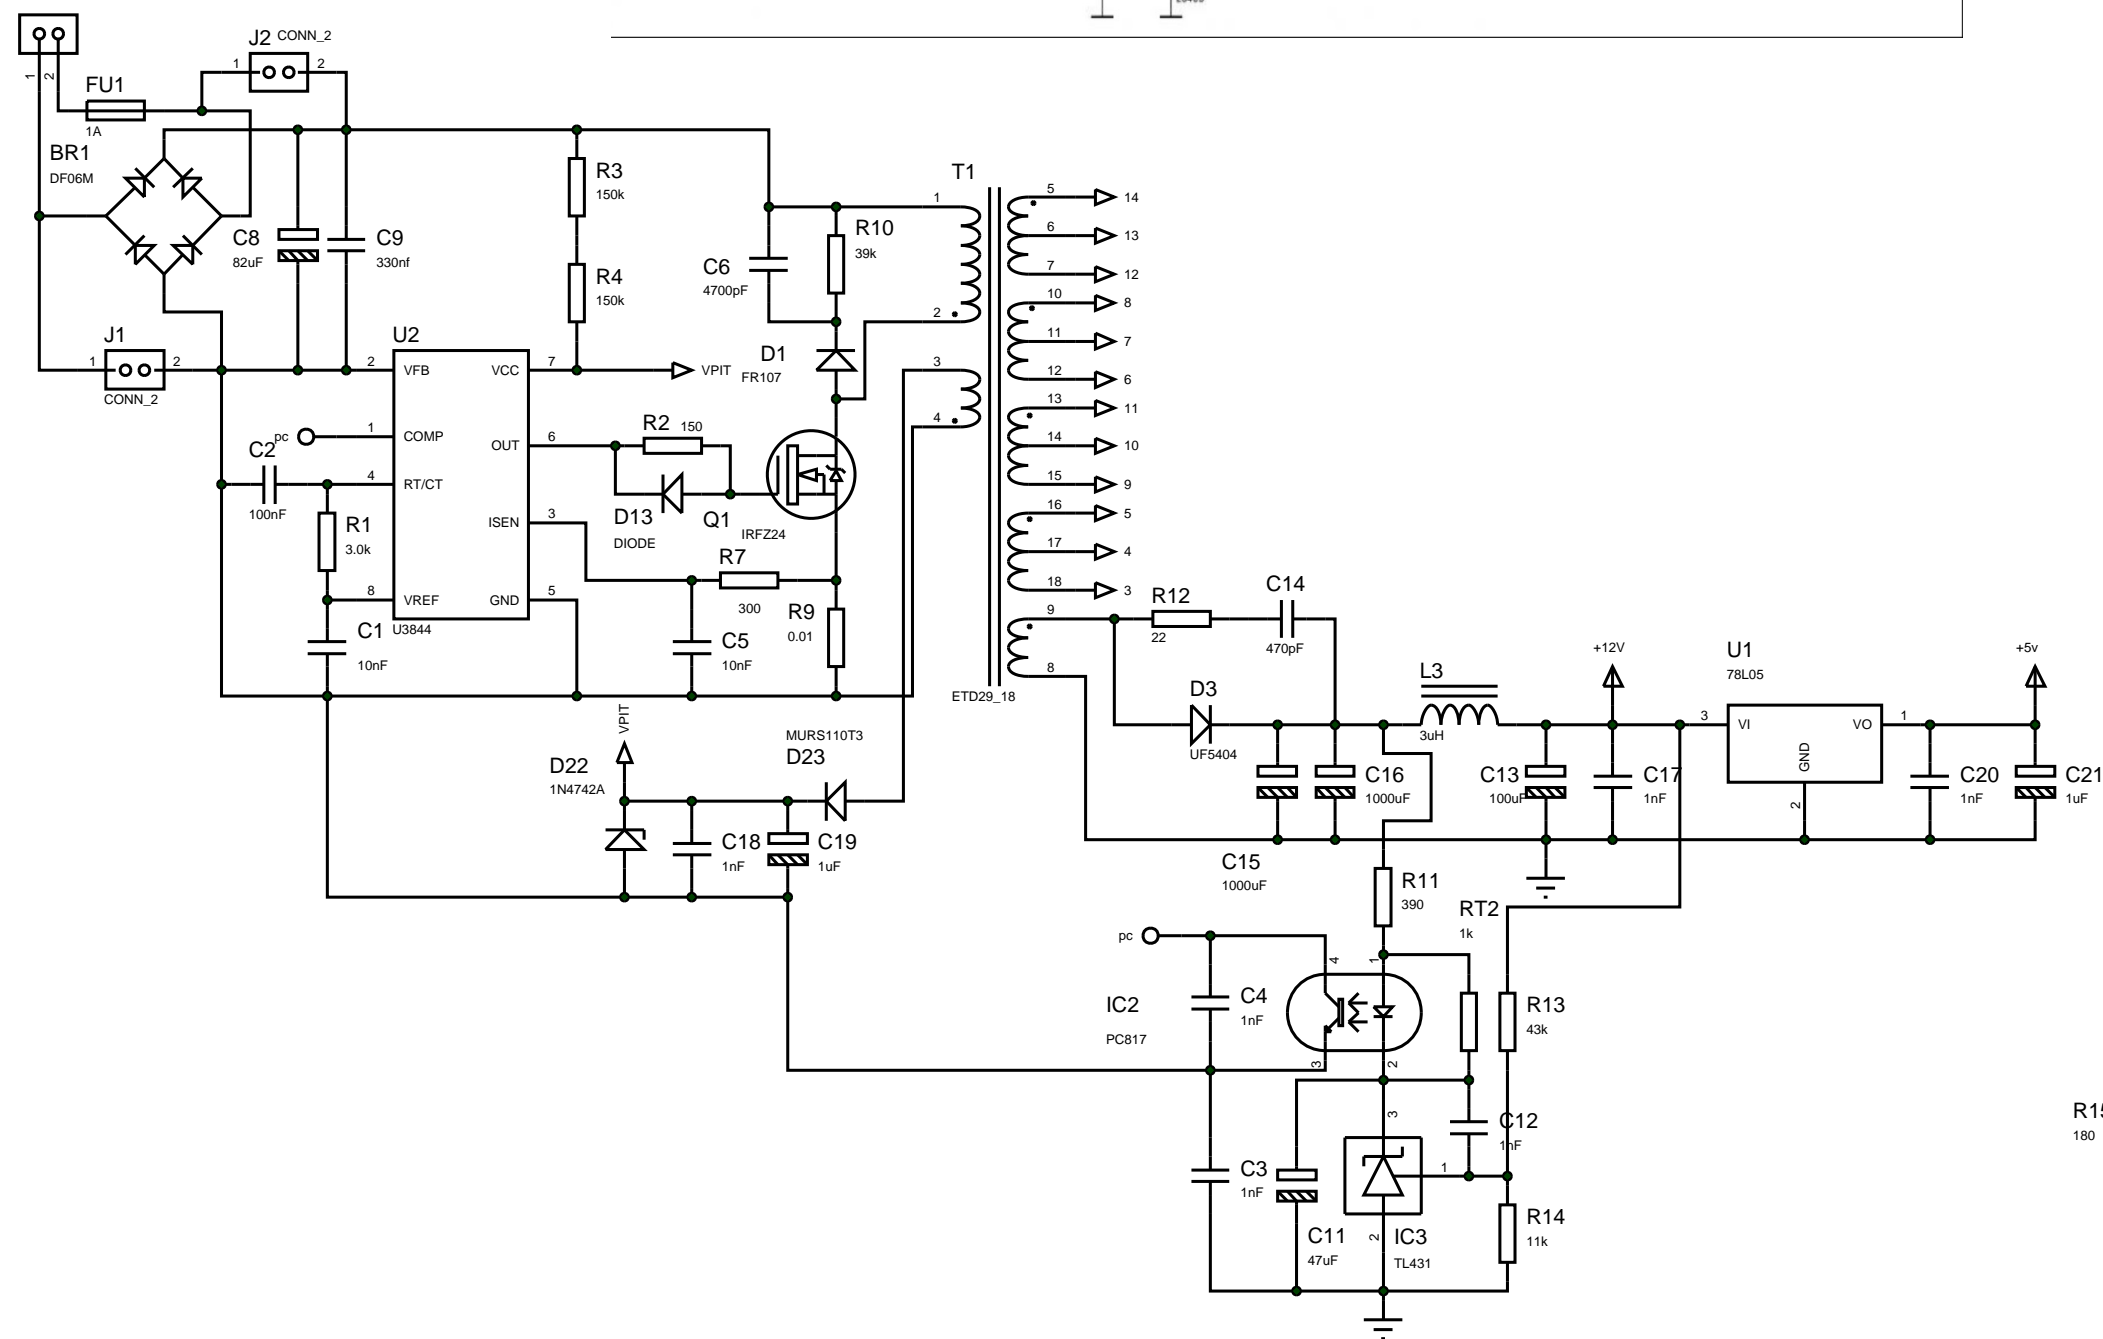 J2 CONN_2
1 2
1 2
FU1
1A
BR1
DF06M
C8
82uF
C9
330nf
R3
150k
R4
150k
C6
4700pF
R10
39k
T1
1
2
3
4
ETD29_18
5 14
6 13
7 12
10 8
11 7
12 6
13 11
14 10
15 9
16 5
17 4
18 3
9
8
J1
1 2
CONN_2
U2
2 VFB VCC 7
VPIT
D1
FR107
pc
1 COMP
OUT 6
R2 150
C2
100nF
4 RT/CT
D13
DIODE
Q1
IRFZ24
R1
3.0k
ISEN 3
R7
300
8 VREF GND 5
U3844
R9
0.01
C1
10nF
C5
10nF
R12
22
C14
470pF
+12V
U1
78L05
+5v
L3
3uH
D3
UF5404
3 VI VO 1
GND
2
VPIT
MURS110T3
D23
D22
1N4742A
C16
1000uF
C13
100uF
C17
1nF
C20
1nF
C21
1uF
C18
1nF
C19
1uF
C15
1000uF
R11
390
RT2
1k
pc
4 1
IC2
PC817
C4
1nF
R13
43k
3 2
3
C12
1nF
R15
180
C3
1nF
1
C11
47uF
2
IC3
TL431
R14
11k